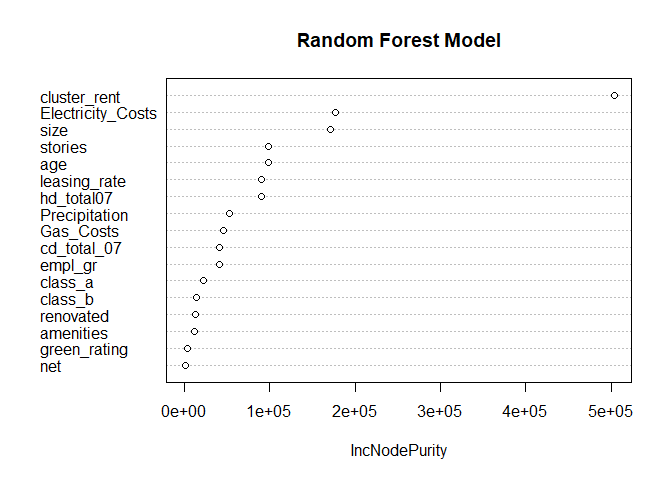 Random Forest Model
cluster_rent
Electricity_Costs
size
stories
age
leasing_rate
hd_total07
Precipitation
Gas_Costs
cd_total_07
empl_gr
class_a
class_b
renovated
amenities
green_rating
net
0e+00 1e+05 2e+05 3e+05 4e+05 5e+05
IncNodePurity